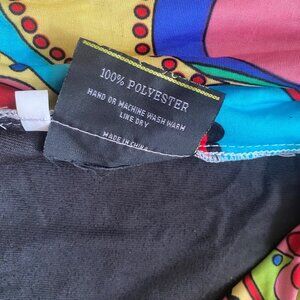 100% POLYESTER
HAND OR MACHINE WASH WARM
LINE DRY
MADE IN CHINA